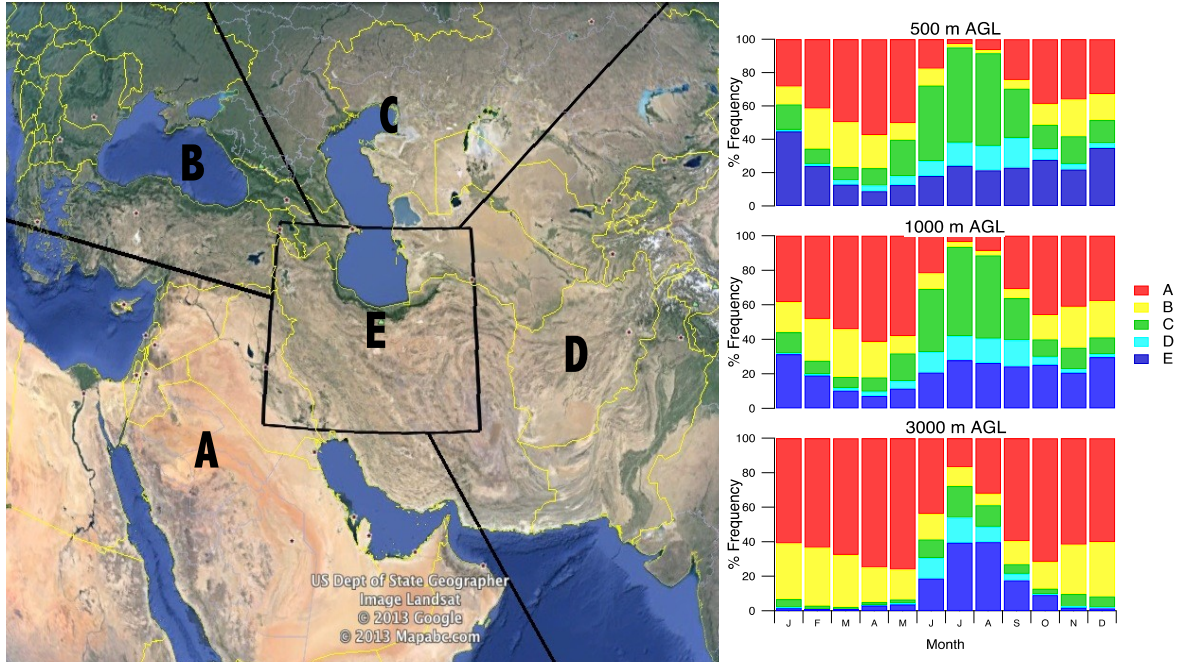 C
B
E
D
A
US Dept of State Geographer
Image Landsat
© 2013 Google
© 2013 Mapabc.com
500 m AGL
% Frequency
100
80
60
40
20
0
1000 m AGL
% Frequency
100
80
60
40
20
0
3000 m AGL
% Frequency
100
80
60
40
20
0
J F M A M J J A S O N D
Month
A
B
C
D
E